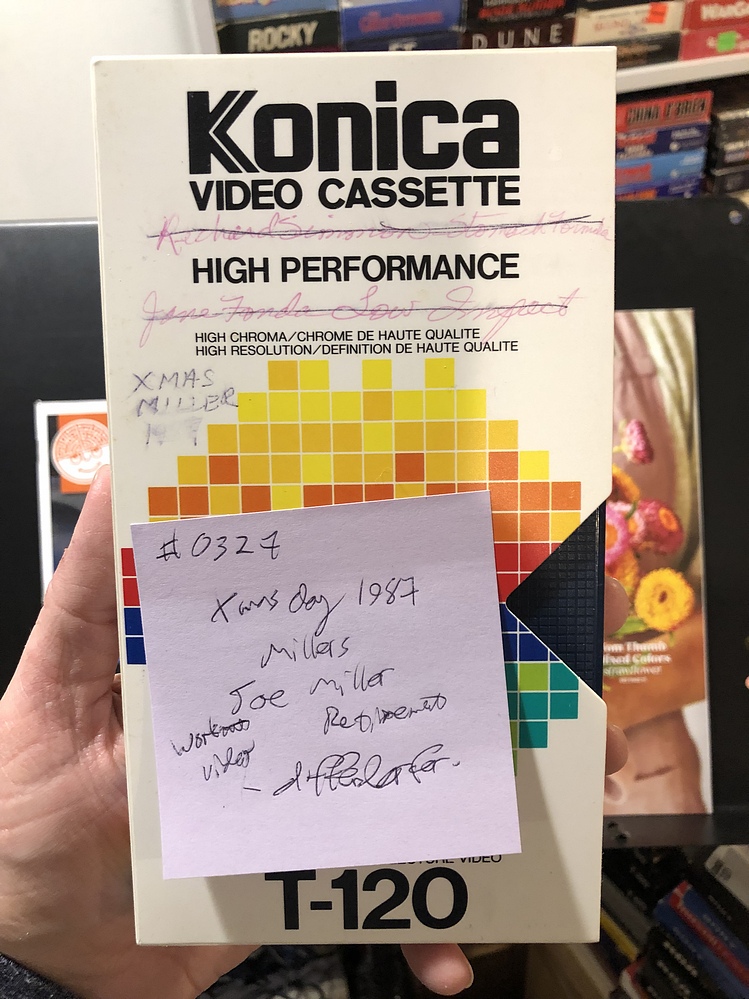 ROCKY
DUNE
CHINA O'BRIEN
Konica
VIDEO CASSETTE
Richard Simmons Stomach Formula
HIGH PERFORMANCE
Jane Fonda Low Impact
HIGH CHROMA/CHROME DE HAUTE QUALITE
HIGH RESOLUTION/DEFINITION DE HAUTE QUALITE
XMAS
MILLER
#0327
Xmas day 1987
Millers
Joe Miller
Workout Retirement
video
T-120